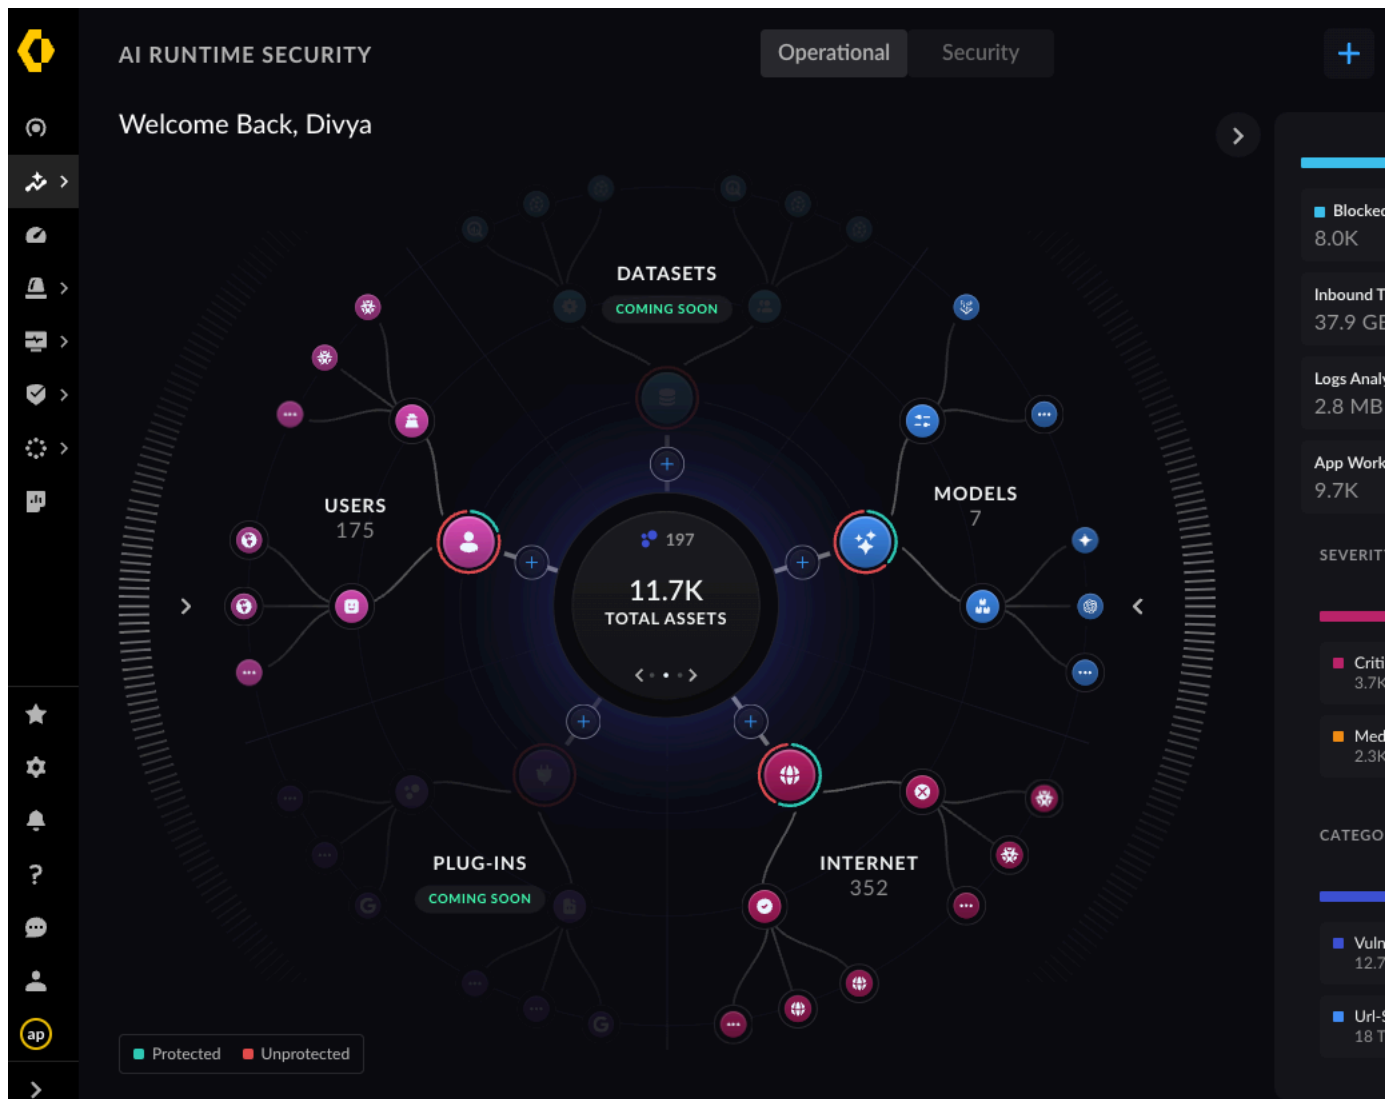 AI RUNTIME SECURITY
Operational
Security
Welcome Back, Divya
DATASETS
COMING SOON
USERS
175
MODELS
7
197
11.7K
TOTAL ASSETS
PLUG-INS
COMING SOON
INTERNET
352
Protected
Unprotected
ap
Blocked
8.0K
Inbound T
37.9 GB
Logs Analy
2.8 MB
App Work
9.7K
SEVERITY
Criti
3.7K
Med
2.3K
CATEGO
Vuln
12.7
Url-S
18 T